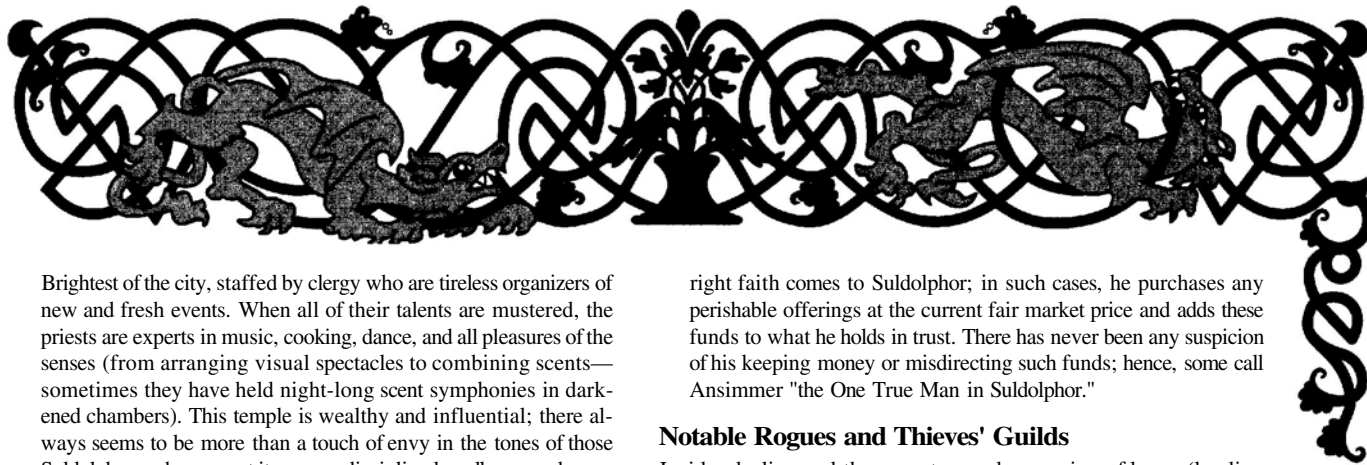 Brightest of the city, staffed by clergy who are tireless organizers of
new and fresh events. When all of their talents are mustered, the
priests are experts in music, cooking, dance, and all pleasures of the
senses (from arranging visual spectacles to combining scents—
sometimes they have held night-long scent symphonies in dark-
ened chambers). This temple is wealthy and influential; there al-
ways seems to be more than a touch of envy in the tones of those
right faith comes to Suldolphor; in such cases, he purchases any
perishable offerings at the current fair market price and adds these
funds to what he holds in trust. There has never been any suspicion
of his keeping money or misdirecting such funds; hence, some call
Ansimmer "the One True Man in Suldolphor."
Notable Rogues and Thieves' Guilds